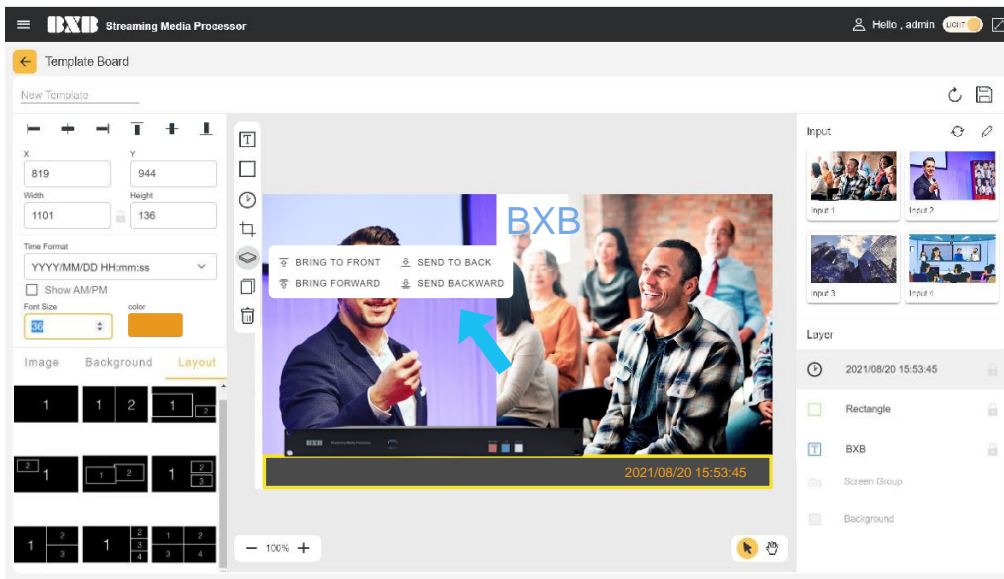 BXB Streaming Media Processor
Hello , admin
LIGHT
Template Board
New Template
X
Y
819
944
Width
Height
1101
136
Time Format
YYYY/MM/DD HH:mm:ss
Show AM/PM
Font Size
color
36
Image Background Layout
1
1 2
1 2
2 1
1 2
1 2 3
1 2 3
1 2 3 4
1 2 3 4
T
BRING TO FRONT
SEND TO BACK
BRING FORWARD
SEND BACKWARD
BXB
BXB Streaming Media Processor
2021/08/20 15:53:45
100%
Input
Input 1
Input 2
Input 3
Input 4
Layer
2021/08/20 15:53:45
Rectangle
T BXB
Screen Group
Background